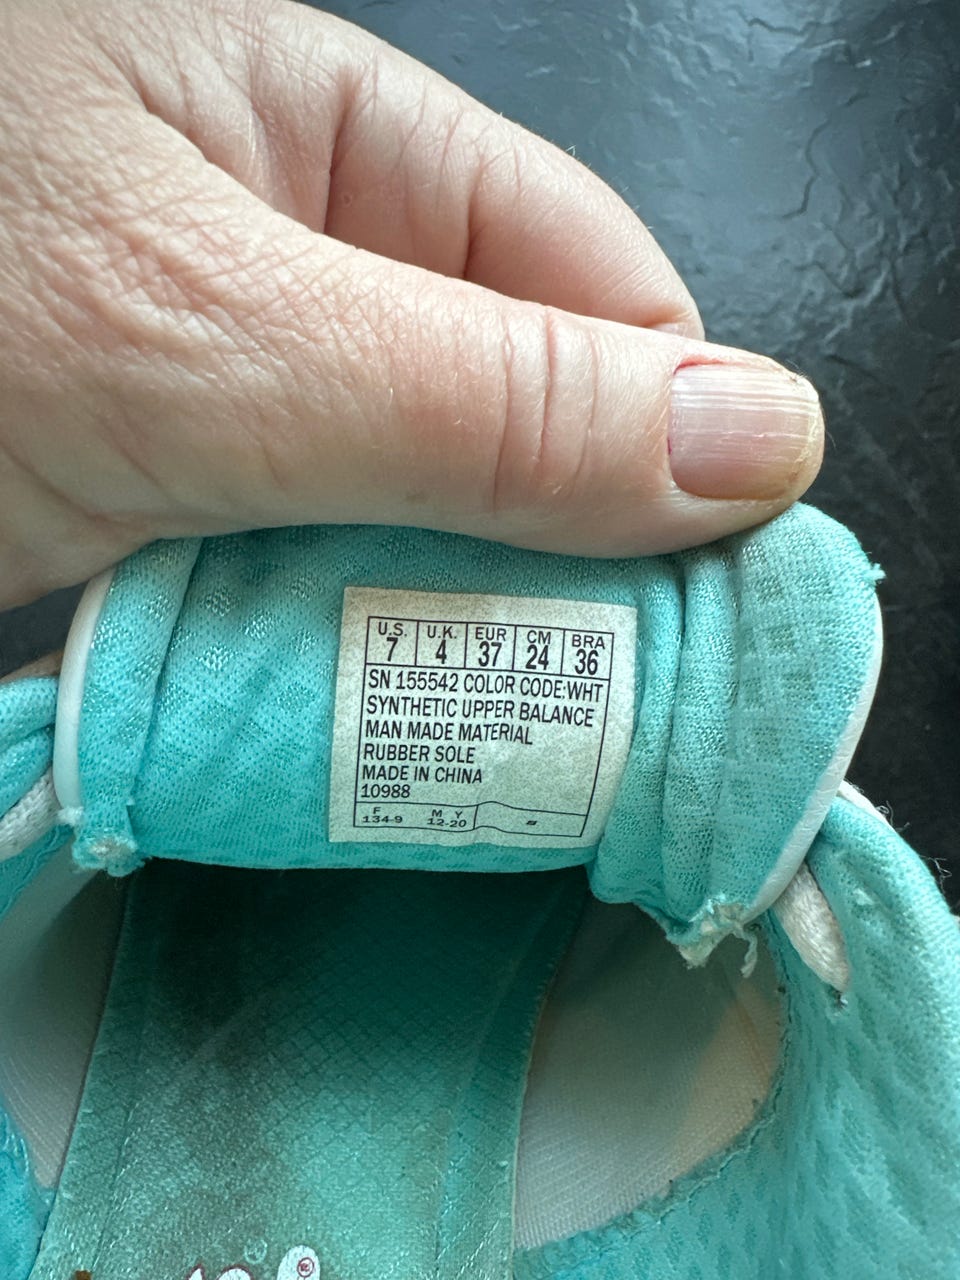 U.S. U.K. EUR CM BRA
7 4 37 24 36
SN 155542 COLOR CODE:WHT
SYNTHETIC UPPER BALANCE
MAN MADE MATERIAL
RUBBER SOLE
MADE IN CHINA
10988
F M Y
134-9 12-20